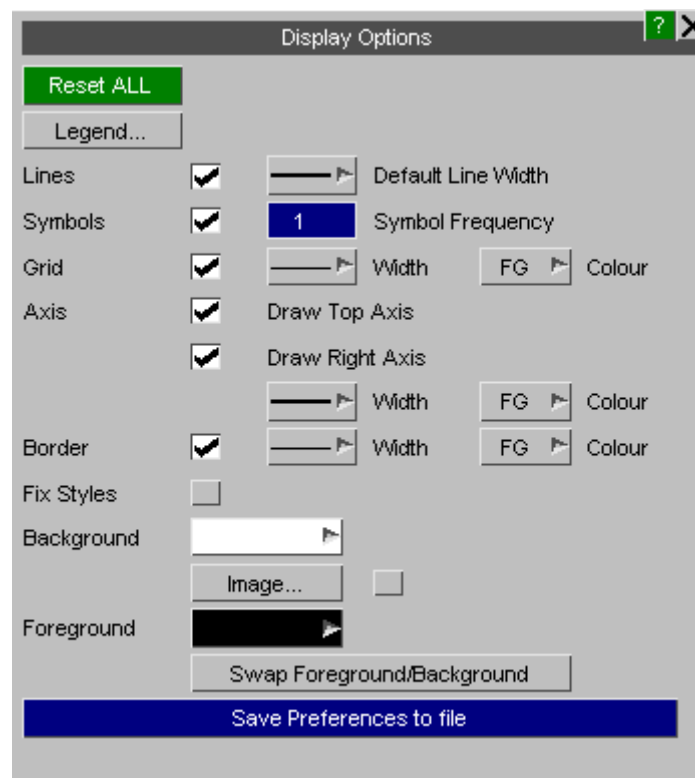 Display Options ? X
Reset ALL
Legend...
Lines Default Line Width
Symbols 1 Symbol Frequency
Grid Width FG Colour
Axis Draw Top Axis
Draw Right Axis
Width FG Colour
Border Width FG Colour
Fix Styles
Background
Image...
Foreground
Swap Foreground/Background
Save Preferences to file